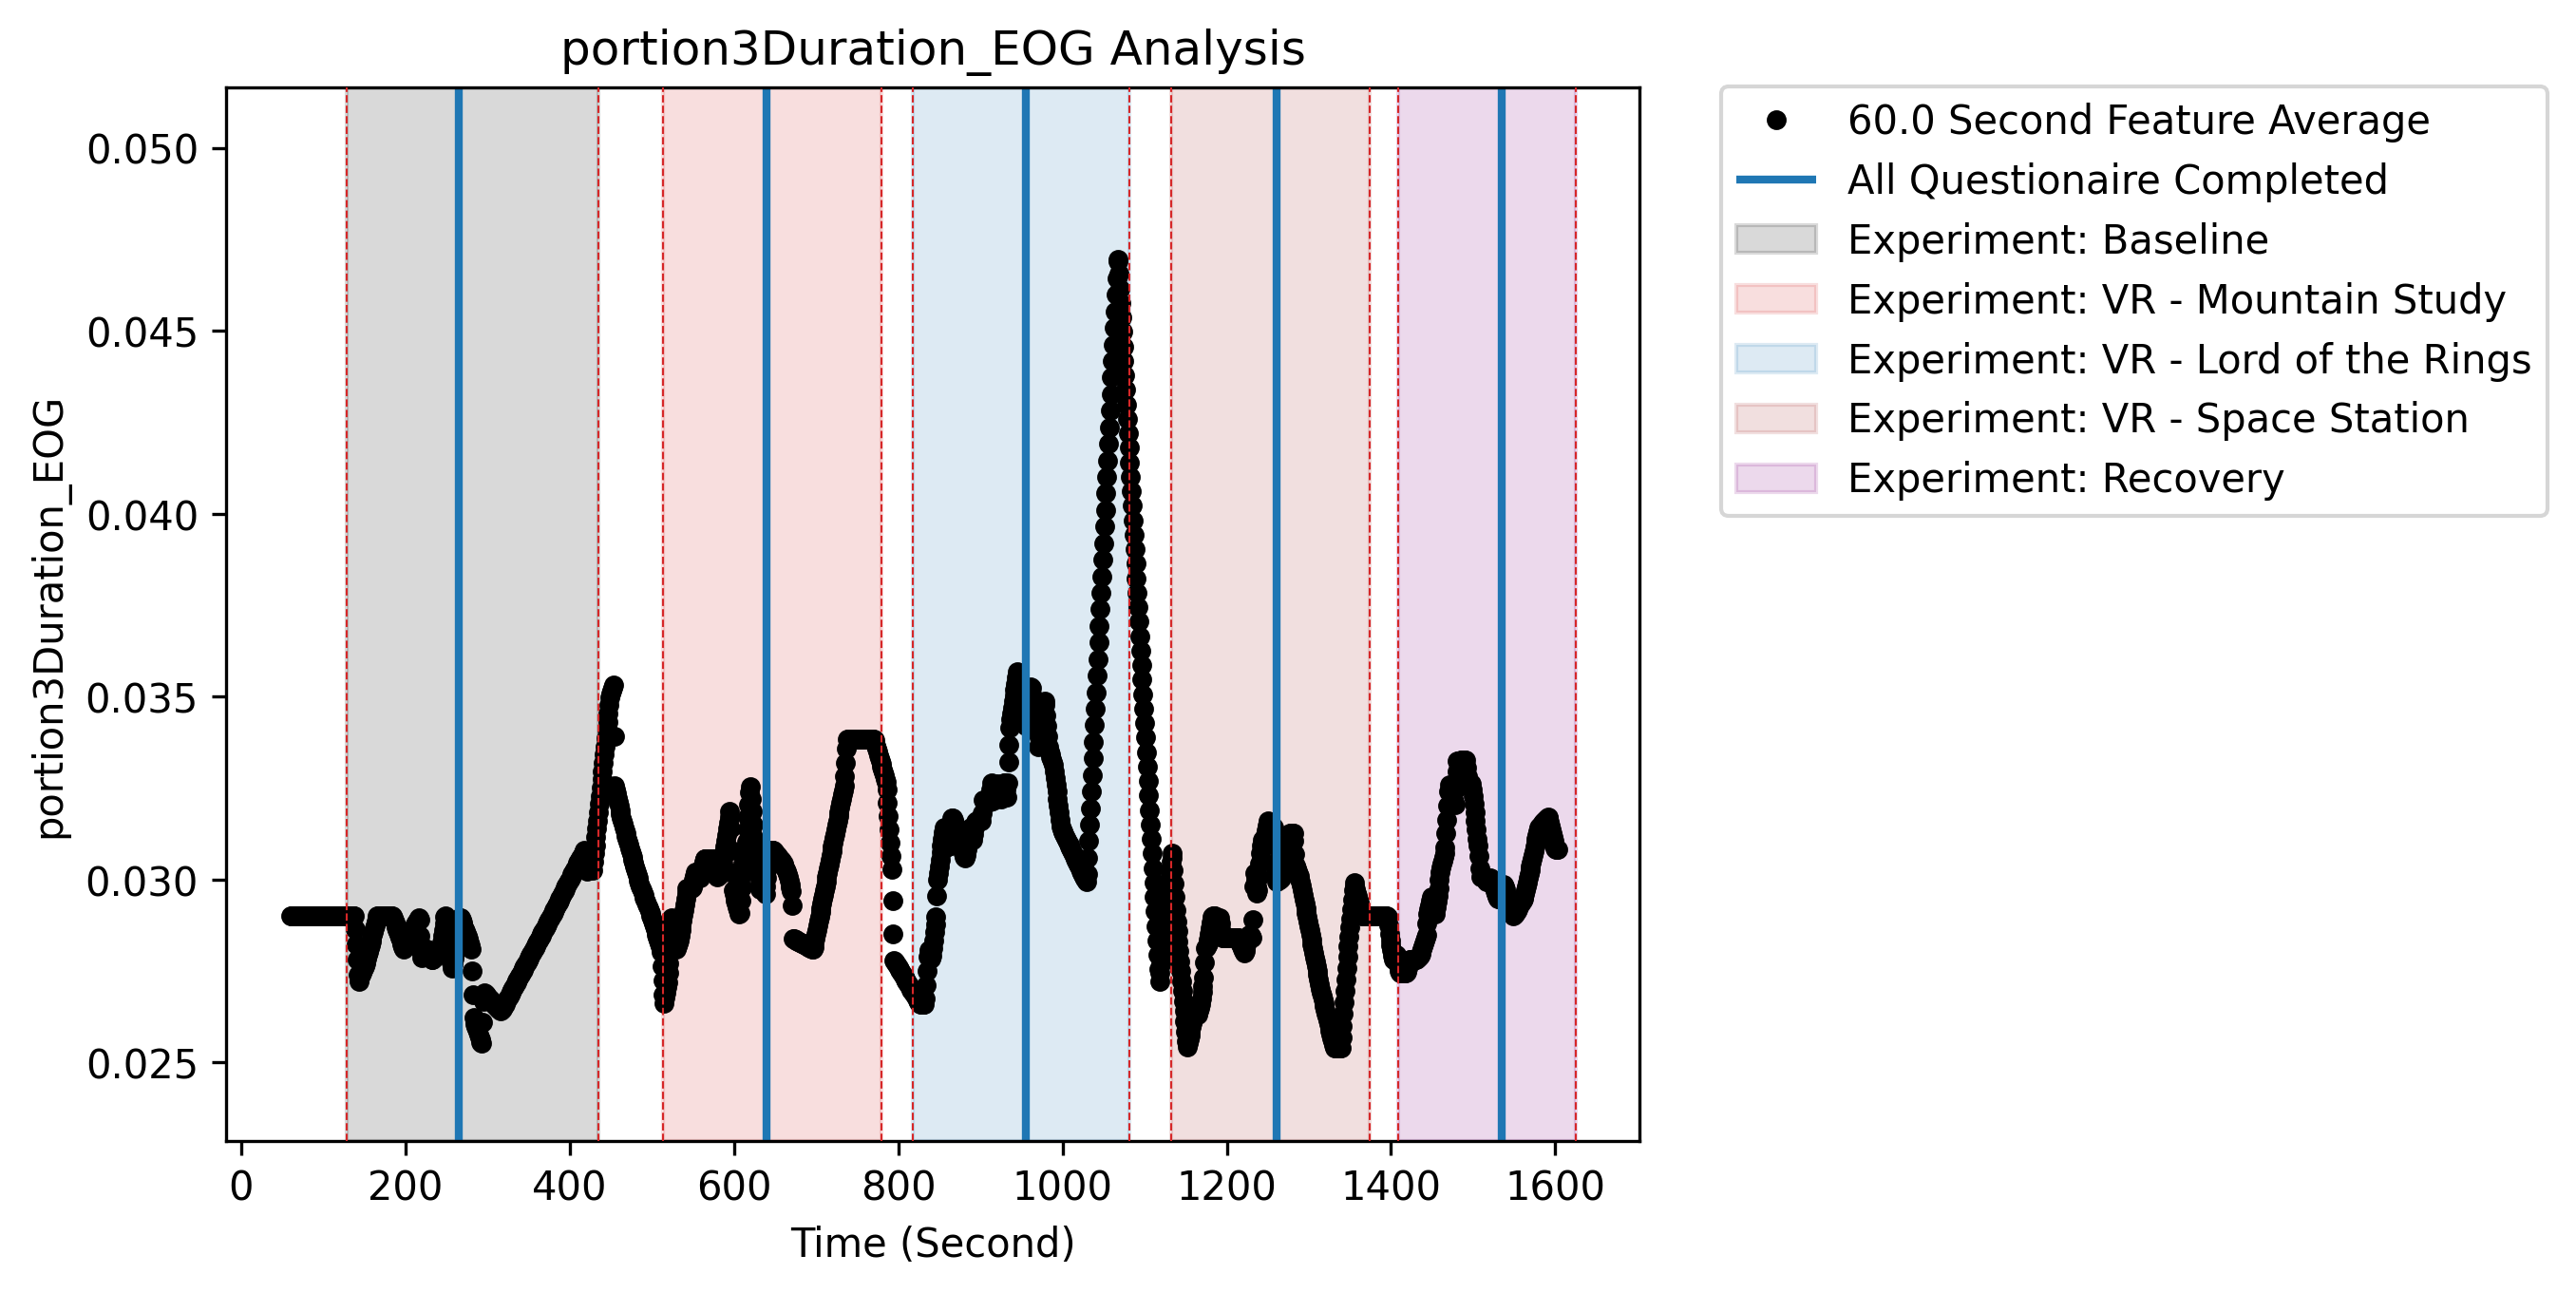 portion3Duration_EOG Analysis
0.050
0.045
0.040
0.035
0.030
0.025
portion3Duration_EOG
0 200 400 600 800 1000 1200 1400 1600
Time (Second)
60.0 Second Feature Average
All Questionaire Completed
Experiment: Baseline
Experiment: VR - Mountain Study
Experiment: VR - Lord of the Rings
Experiment: VR - Space Station
Experiment: Recovery